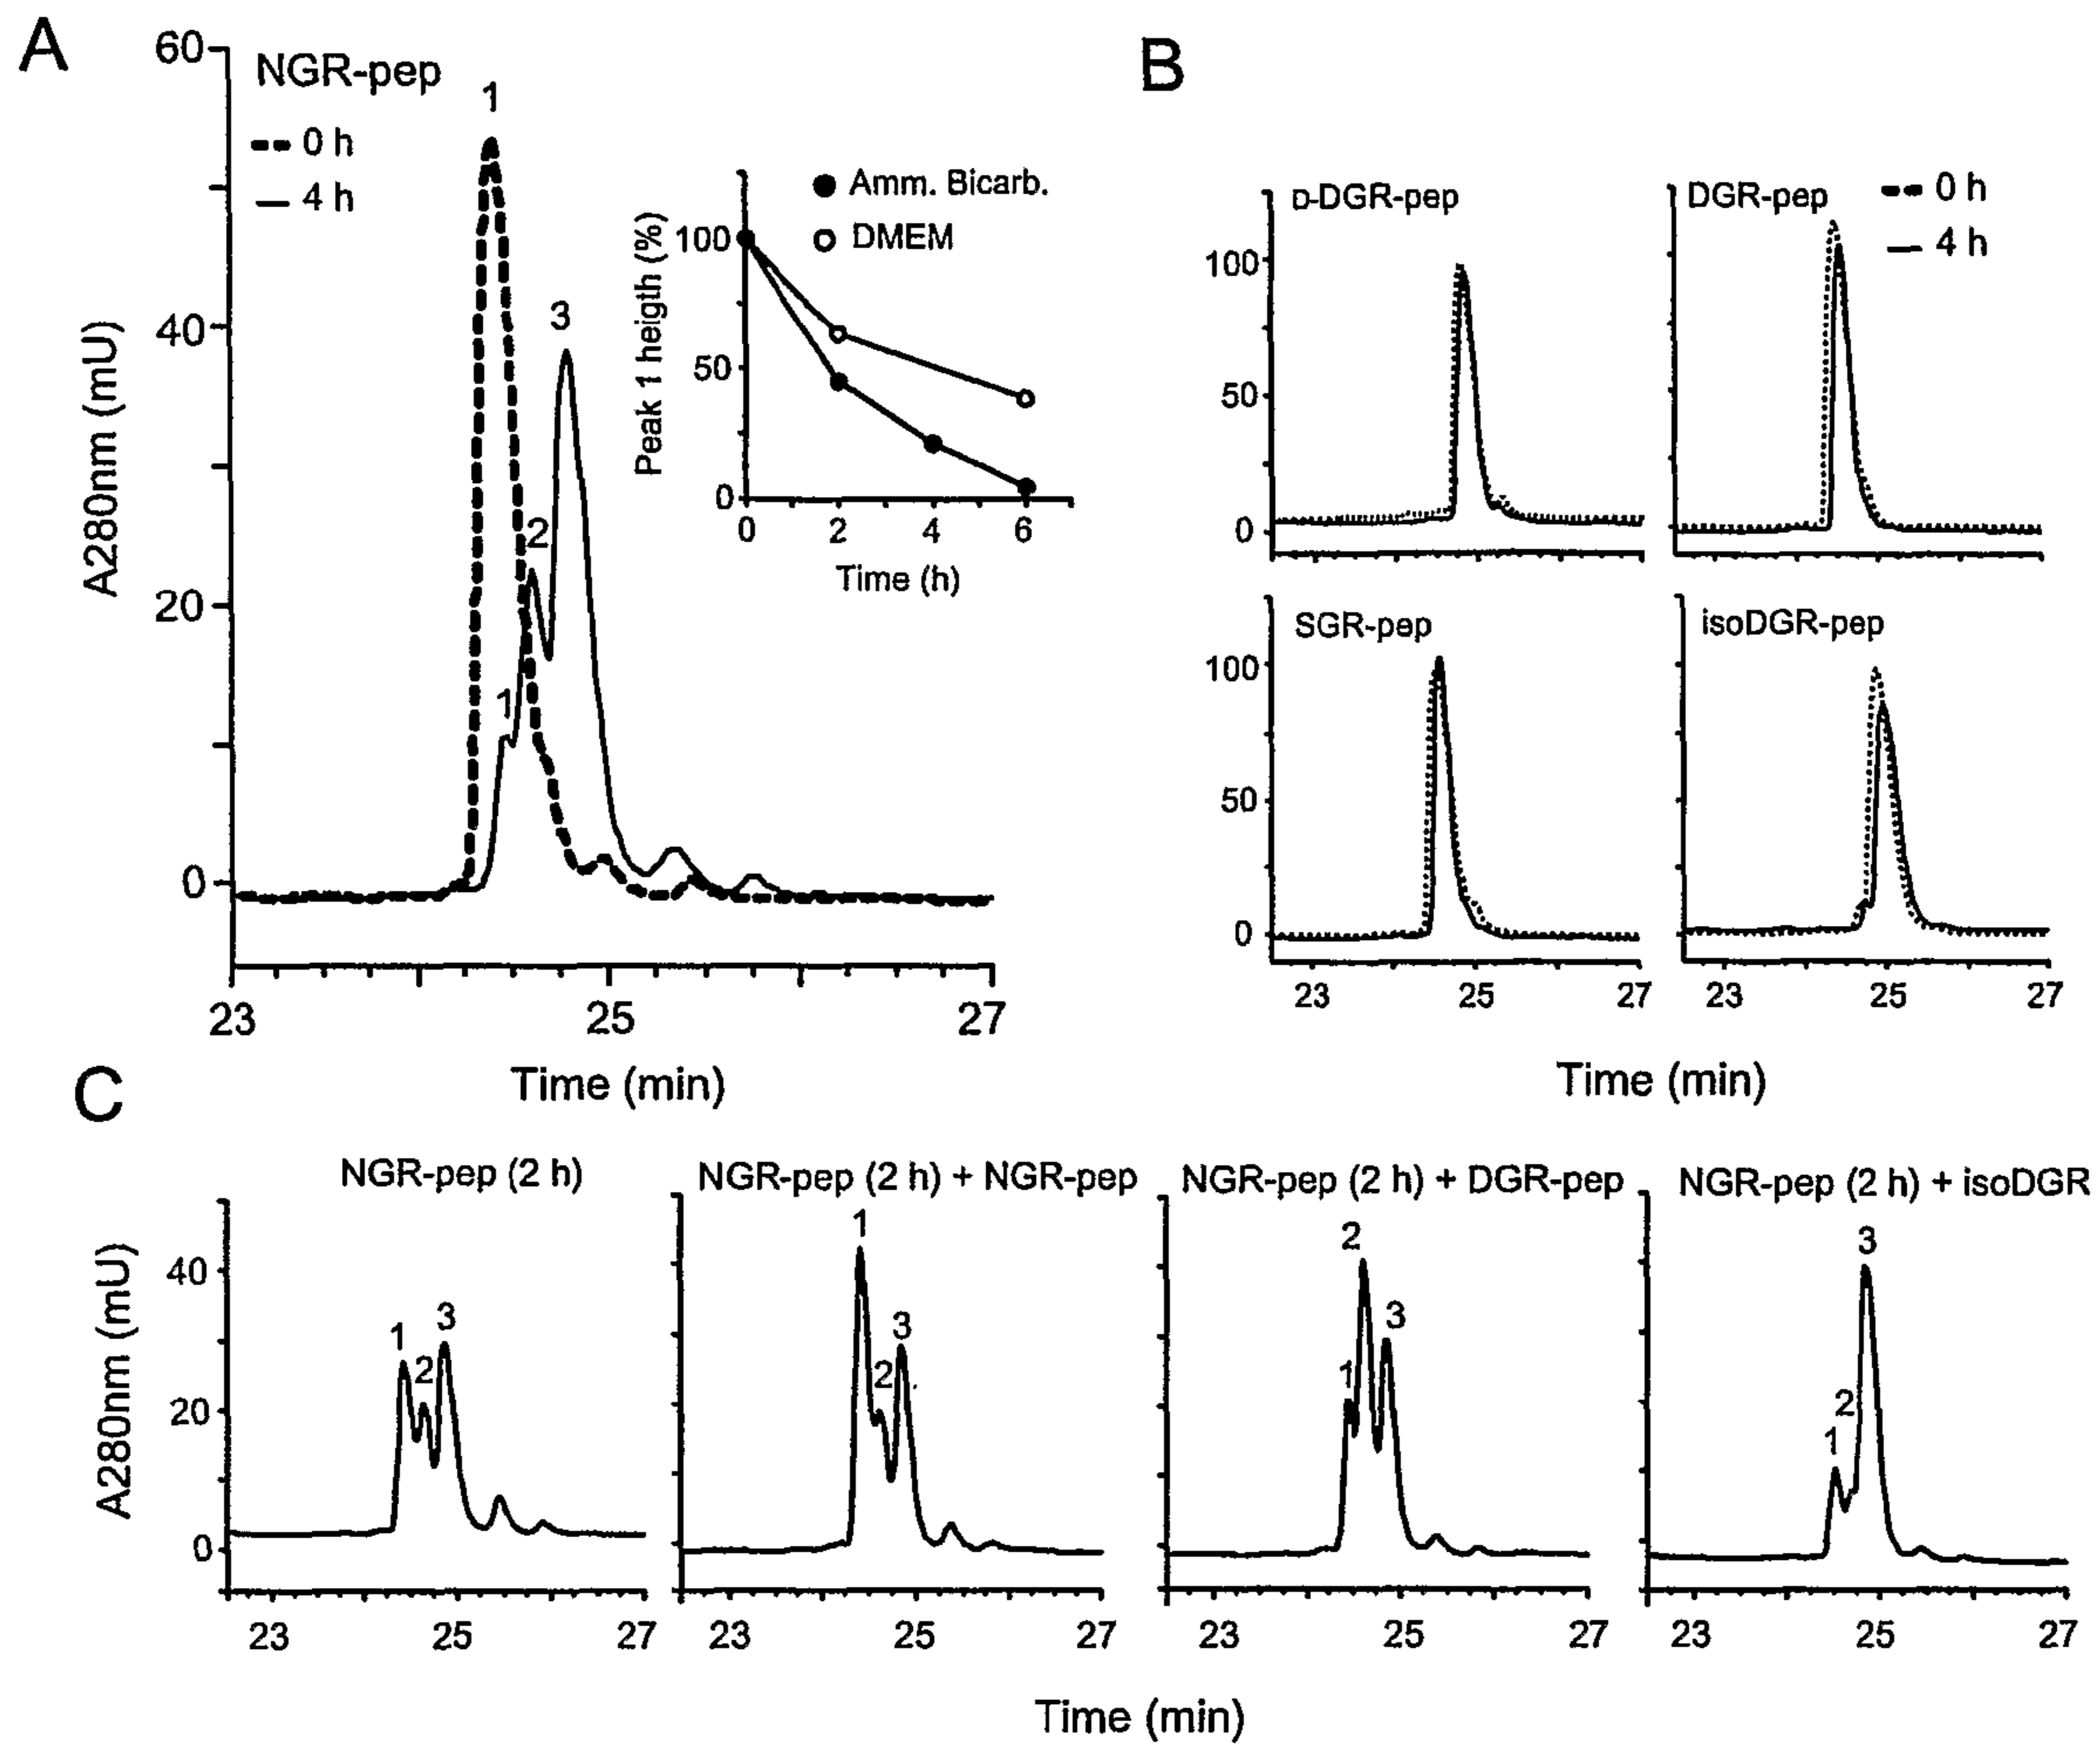 A
NGR-pep
0 h
4 h
60
40
20
0
A280nm (mU)
1
2
3
1
23
25
27
Time (min)
Amm. Bicarb.
DMEM
Peak 1 heigth (%)
100
50
0
0
2
4
6
Time (h)
B
D-DGR-pep
DGR-pep
0 h
4 h
100
50
0
SGR-pep
isoDGR-pep
100
50
0
23
25
27
23
25
27
Time (min)
C
NGR-pep (2 h)
NGR-pep (2 h) + NGR-pep
NGR-pep (2 h) + DGR-pep
NGR-pep (2 h) + isoDGR
A280nm (mU)
40
20
0
1
2
3
1
2
3
1
2
3
1
2
3
23
25
27
23
25
27
23
25
27
23
25
27
Time (min)